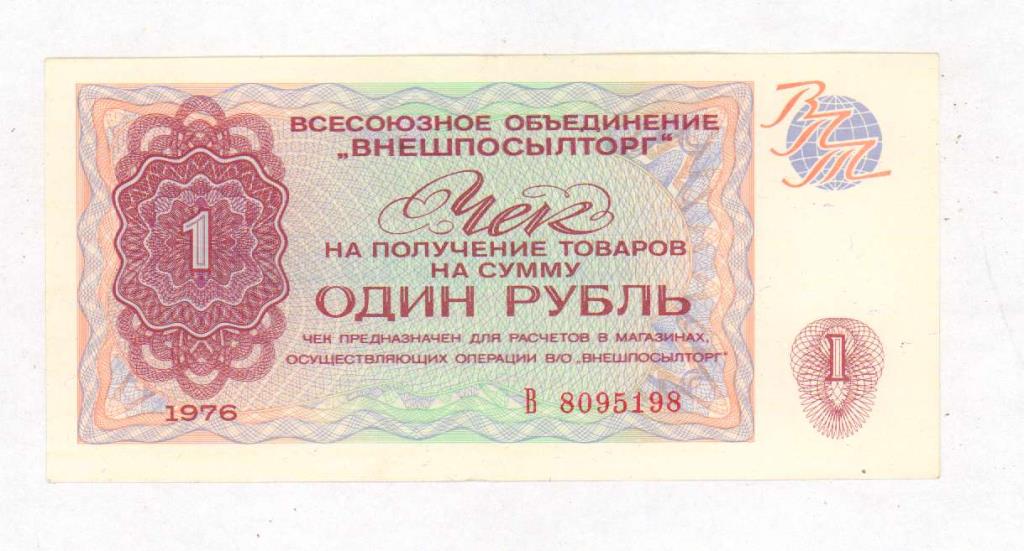 ВСЕСОЮЗНОЕ ОБЪЕДИНЕНИЕ
„ВНЕШПОСЫЛТОРГ“
ВПТ
Чек
НА ПОЛУЧЕНИЕ ТОВАРОВ
НА СУММУ
1
ОДИН РУБЛЬ
ЧЕК ПРЕДНАЗНАЧЕН ДЛЯ РАСЧЕТОВ В МАГАЗИНАХ,
ОСУЩЕСТВЛЯЮЩИХ ОПЕРАЦИИ В/О „ВНЕШПОСЫЛТОРГ“
1
1976
В 8095198